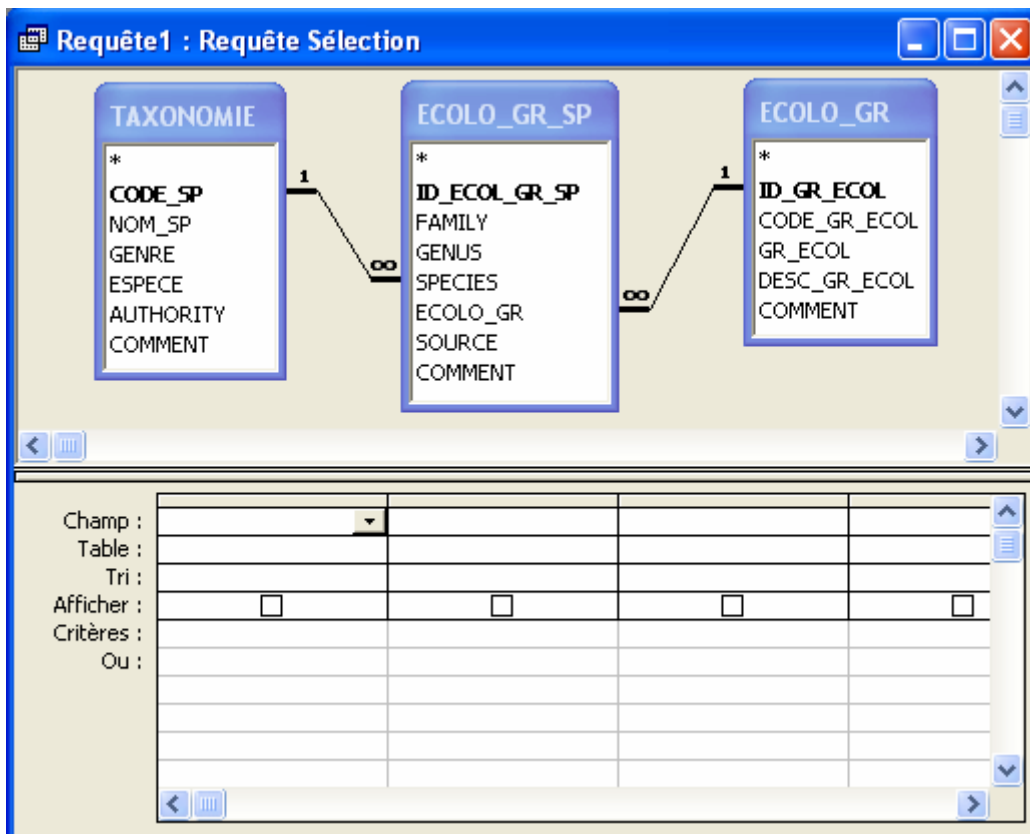 Requête1 : Requête Sélection
TAXONOMIE
*
CODE_SP
NOM_SP
GENRE
ESPECE
AUTHORITY
COMMENT
1
∞
ECOLO_GR_SP
*
ID_ECOL_GR_SP
FAMILY
GENUS
SPECIES
ECOLO_GR
SOURCE
COMMENT
∞
1
ECOLO_GR
*
ID_GR_ECOL
CODE_GR_ECOL
GR_ECOL
DESC_GR_ECOL
COMMENT
Champ :
Table :
Tri :
Afficher :
Critères :
Ou :